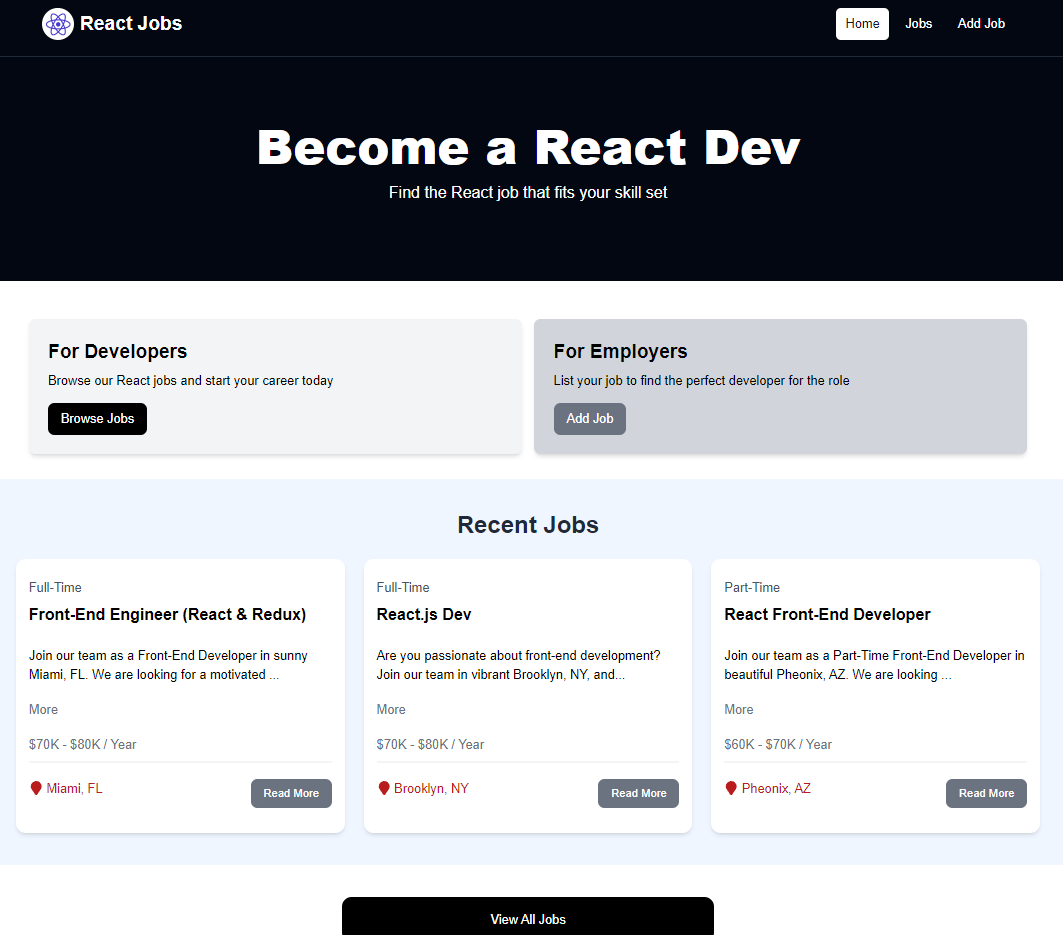 React Jobs
Home Jobs Add Job
Become a React Dev
Find the React job that fits your skill set
For Developers
Browse our React jobs and start your career today
Browse Jobs
For Employers
List your job to find the perfect developer for the role
Add Job
Recent Jobs
Full-Time
Front-End Engineer (React & Redux)
Join our team as a Front-End Developer in sunny
Miami, FL. We are looking for a motivated ...
More
$70K - $80K / Year
Miami, FL
Read More
Full-Time
React.js Dev
Are you passionate about front-end development?
Join our team in vibrant Brooklyn, NY, and...
More
$70K - $80K / Year
Brooklyn, NY
Read More
Part-Time
React Front-End Developer
Join our team as a Part-Time Front-End Developer in
beautiful Pheonix, AZ. We are looking ...
More
$60K - $70K / Year
Pheonix, AZ
Read More
View All Jobs